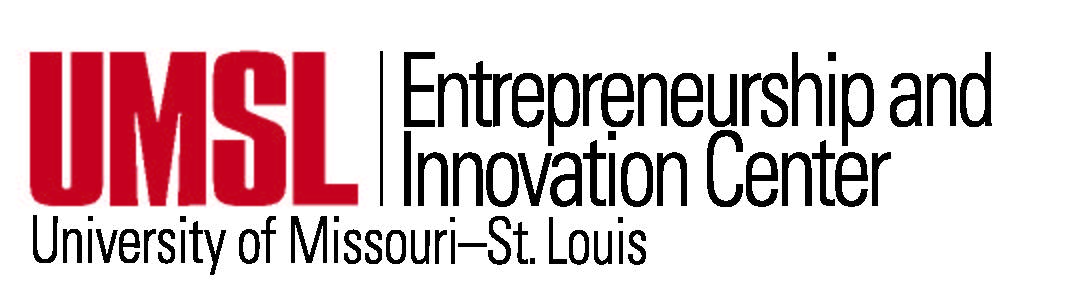 UMSL
Entrepreneurship and
Innovation Center
University of Missouri–St. Louis